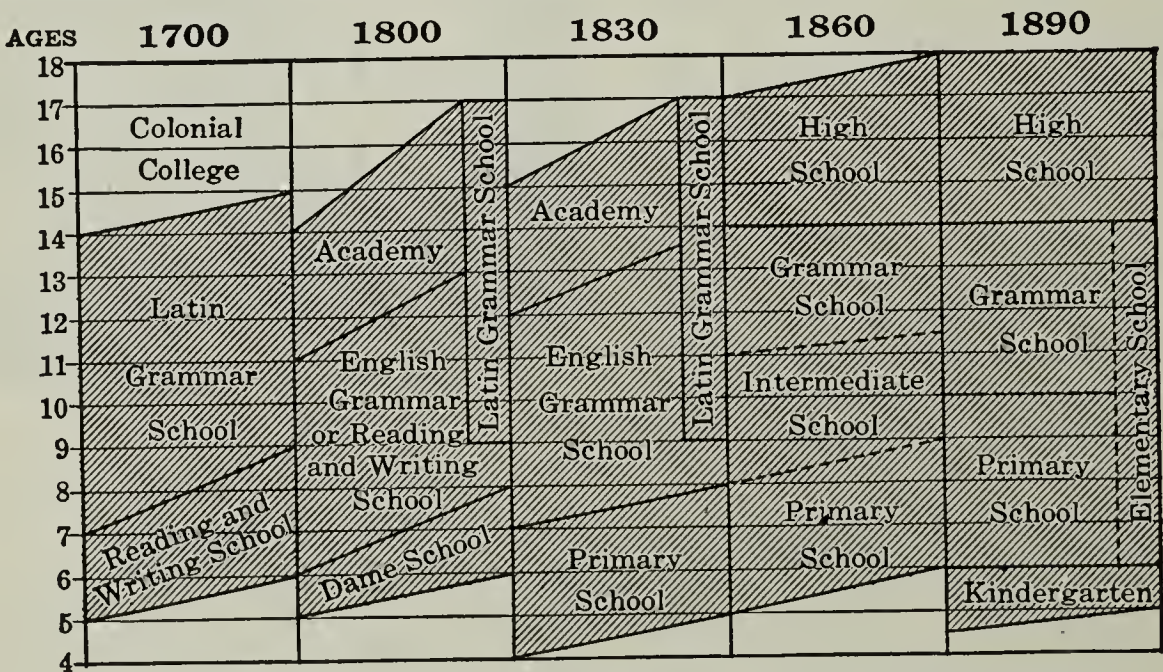 AGES 1700 1800 1830 1860 1890
18
17
16
15
14
13
12
11
10
9
8
7
6
5
4
Colonial
College
Latin
Grammar
School
Reading and
Writing School
Academy
English
Grammar
or Reading
and Writing
School
Dame School
Latin Grammar School
Academy
English
Grammar
School
Primary
School
Latin Grammar School
High
School
Grammar
School
Intermediate
School
Primary
School
High
School
Grammar
School
Primary
School
Kindergarten
Elementary School